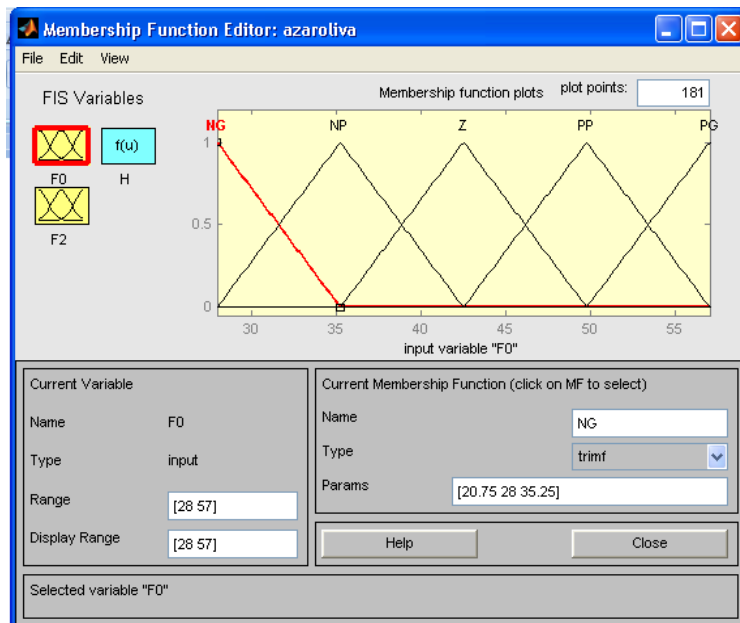 Membership Function Editor: azaroliva
File Edit View
FIS Variables
Membership function plots plot points: 181
f(u)
F0 H
F2
NG NP Z PP PG
1
0.5
0
30 35 40 45 50 55
input variable "F0"
Current Variable
Name F0
Type input
Range [28 57]
Display Range [28 57]
Current Membership Function (click on MF to select)
Name NG
Type trimf
Params [20.75 28 35.25]
Help Close
Selected variable "F0"